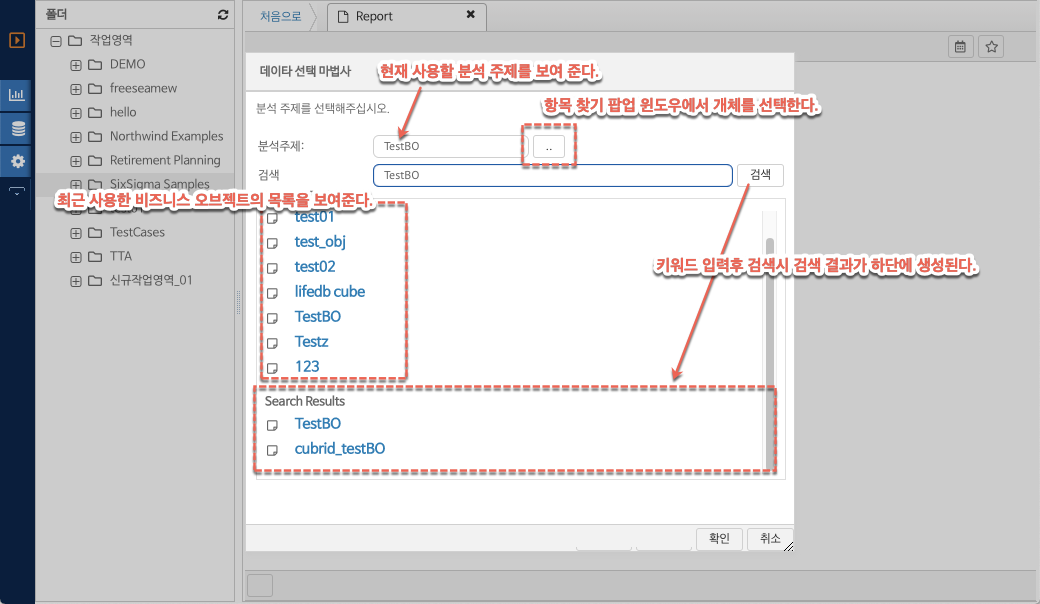 폴더
처음으로
Report
작업영역
DEMO
freeseamew
hello
Northwind Examples
Retirement Planning
SixSigma Samples
TestCases
TTA
신규작업영역_01
데이타 선택 마법사
현재 사용할 분석 주제를 보여 준다.
분석 주제를 선택해주십시오.
항목 찾기 팝업 윈도우에서 개체를 선택한다.
분석주제:
TestBO
..
검색
TestBO
검색
최근 사용한 비즈니스 오브젝트의 목록을 보여준다.
test01
test_obj
test02
키워드 입력후 검색시 검색 결과가 하단에 생성된다.
lifedb cube
TestBO
Testz
123
Search Results
TestBO
cubrid_testBO
확인
취소